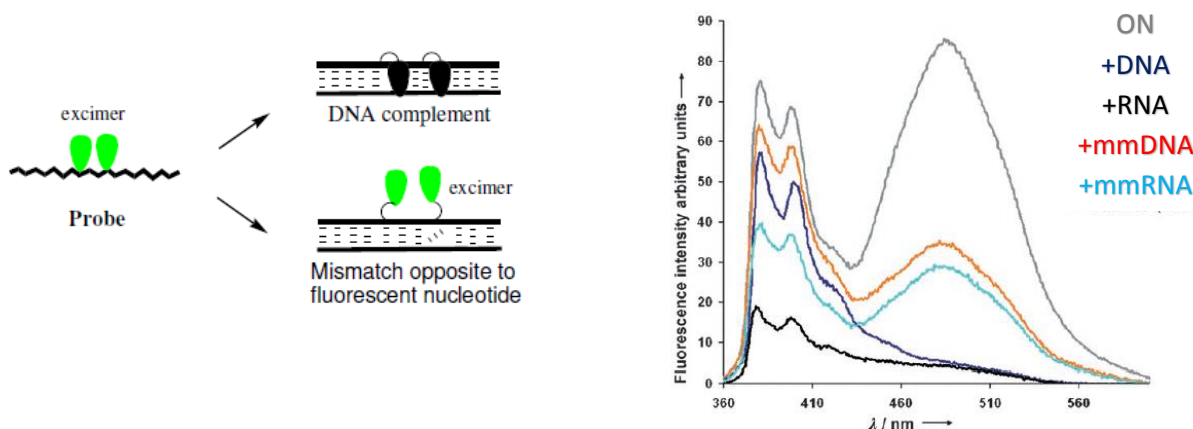 excimer
Probe
DNA complement
excimer
Mismatch opposite to
fluorescent nucleotide
Fluorescence intensity arbitrary units
90
80
70
60
50
40
30
20
10
0
360
410
460
510
560
λ / nm
ON
+DNA
+RNA
+mmDNA
+mmRNA